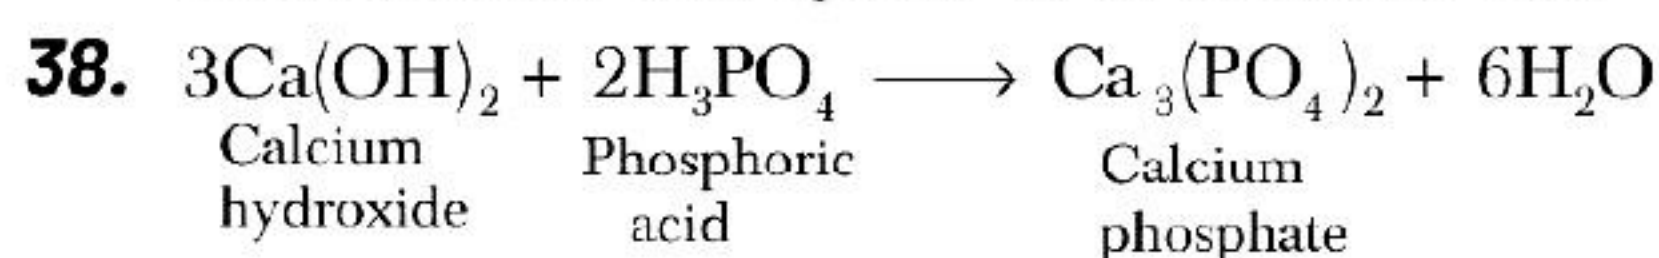 38. 3Ca(OH)₂ + 2H₃PO₄ ⟶ Ca₃(PO₄)₂ + 6H₂O
Calcium Phosphoric Calcium
hydroxide acid phosphate